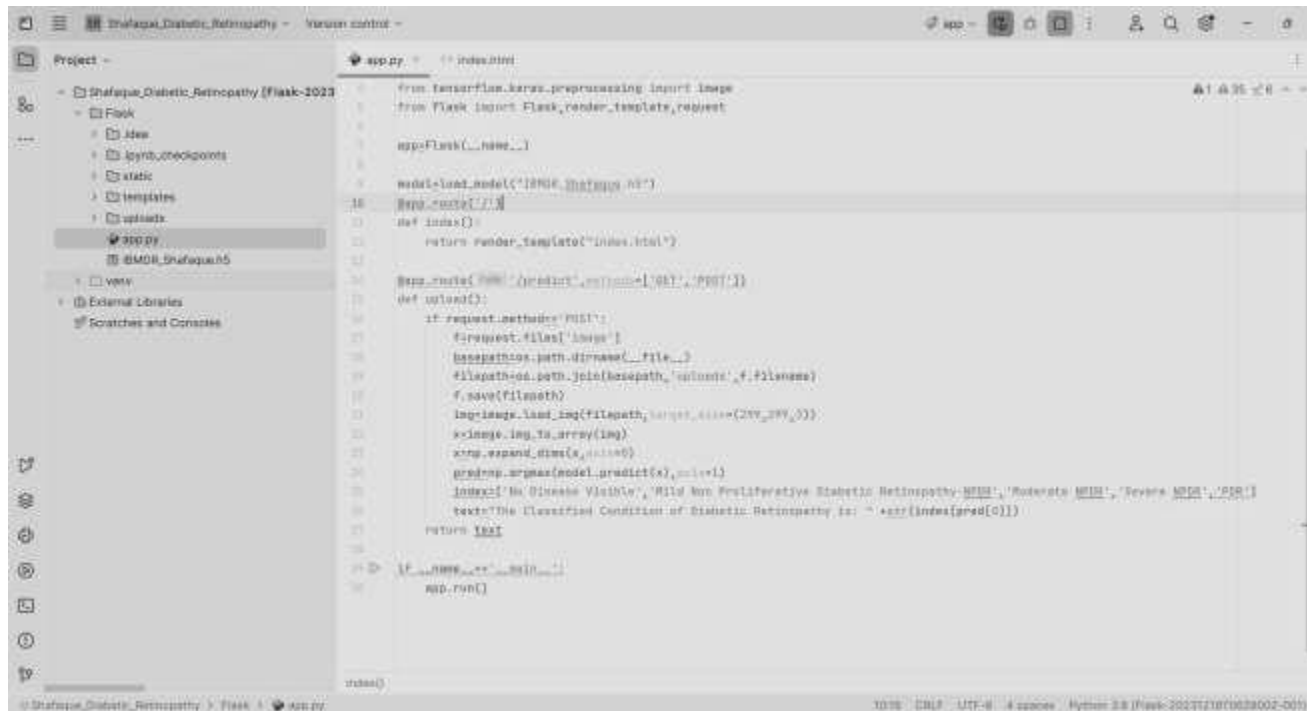 Shafaque_Diabetic_Retinopathy
Version control
app
Project
app.py
index.html
Shafaque_Diabetic_Retinopathy [Flask-2023
Flask
.idea
.ipynb_checkpoints
static
templates
uploads
app.py
IBMDR_Shafaque.h5
venv
External Libraries
Scratches and Consoles
from tensorflow.keras.preprocessing import image
from flask import Flask,render_template,request
app=Flask(__name__)
model=load_model("IBMDR_Shafaque.h5")
10 @app.route('/')
def index():
return render_template("index.html")
@app.route( '/predict',methods=['GET','POST'])
def upload():
if request.method=='POST':
f=request.files['image']
basepath=os.path.dirname(__file__)
filepath=os.path.join(basepath,'uploads',f.filename)
f.save(filepath)
img=image.load_img(filepath,target_size=(299,299,3))
x=image.img_to_array(img)
x=np.expand_dims(x,axis=0)
pred=np.argmax(model.predict(x),axis=1)
index=['No Disease Visible','Mild Non Proliferative Diabetic Retinopathy NPDR','Moderate NPDR','Severe NPDR','PDR']
text="The Classified Condition of Diabetic Retinopathy is: " +str(index[pred[0]])
return text
if __name__=='__main__':
app.run()
index()
Shafaque_Diabetic_Retinopathy > Flask > app.py
CRLF UTF-8 4 spaces